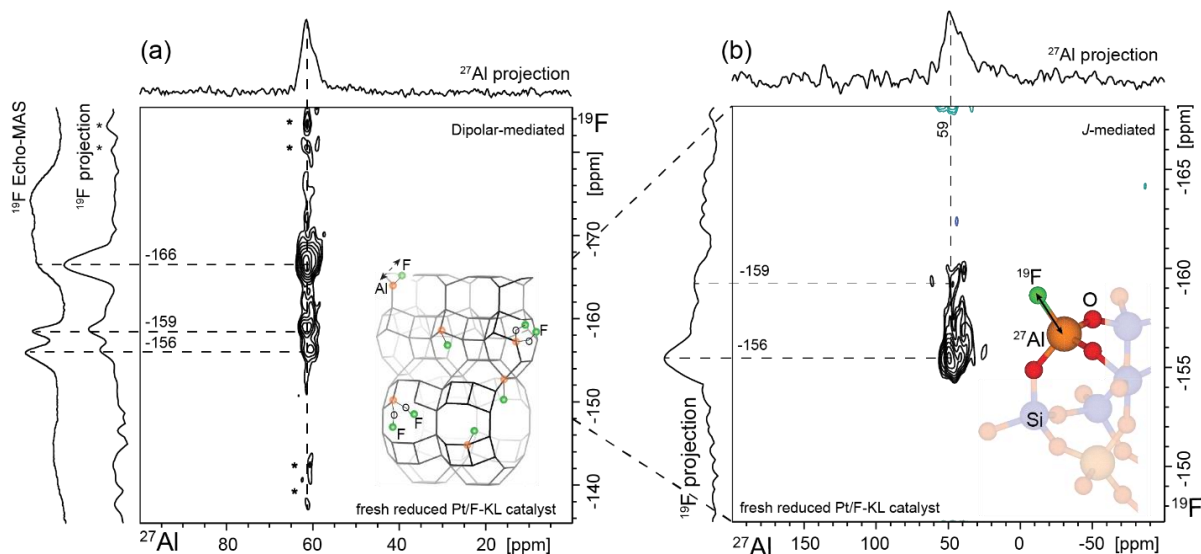 (a)
²⁷Al projection
¹⁹F Echo-MAS
¹⁹F projection
*
*
Dipolar-mediated
*
*
-166
-159
-156
Al
F
F
F
F
*
*
fresh reduced Pt/F-KL catalyst
¹⁹F
[ppm]
-170
-160
-150
-140
²⁷Al
80
60
40
20
[ppm]
(b)
²⁷Al projection
59
J-mediated
-159
-156
¹⁹F
O
²⁷Al
Si
¹⁹F projection
fresh reduced Pt/F-KL catalyst
[ppm]
-165
-160
-155
-150
¹⁹F
²⁷Al
150
100
50
0
-50
[ppm]